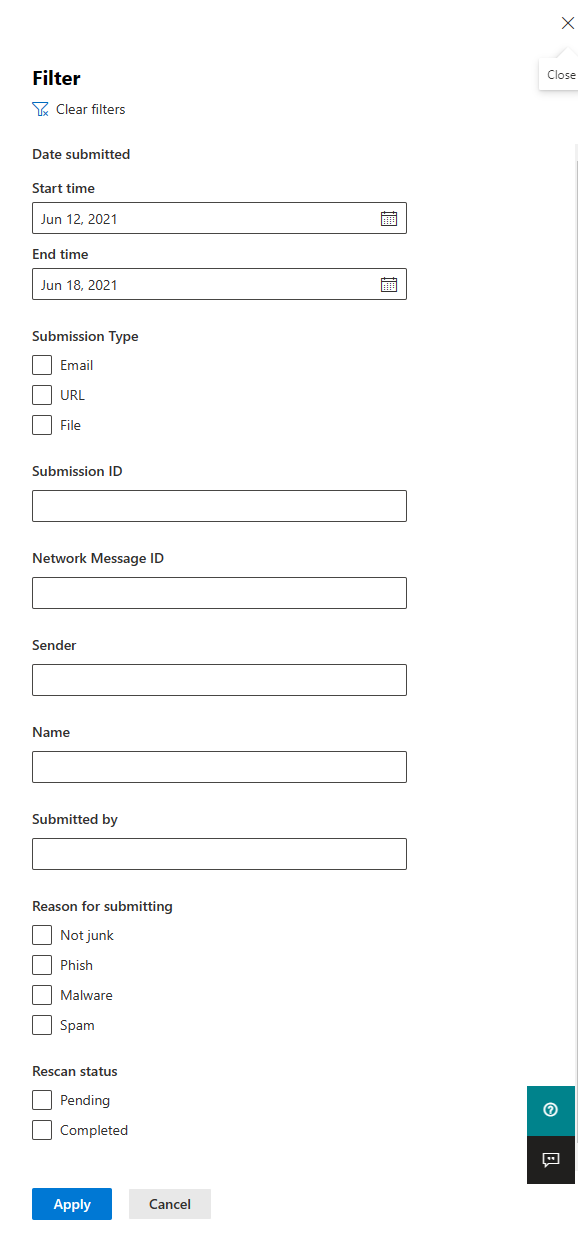 Close
Filter
Clear filters
Date submitted
Start time
Jun 12, 2021
End time
Jun 18, 2021
Submission Type
Email
URL
File
Submission ID
Network Message ID
Sender
Name
Submitted by
Reason for submitting
Not junk
Phish
Malware
Spam
Rescan status
Pending
Completed
Apply
Cancel